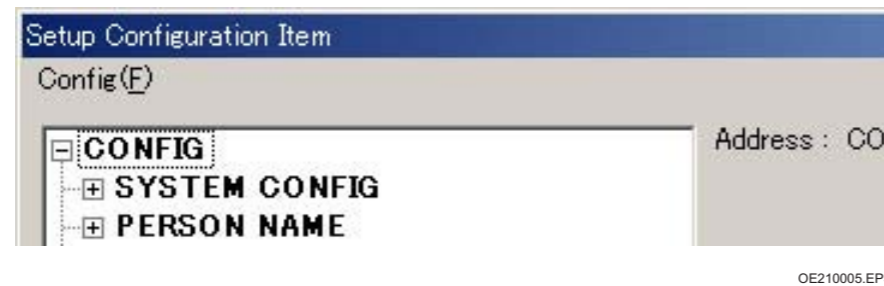 Setup Configuration Item
Config(F)
CONFIG
Address : CO
SYSTEM CONFIG
PERSON NAME
OE210005.EP